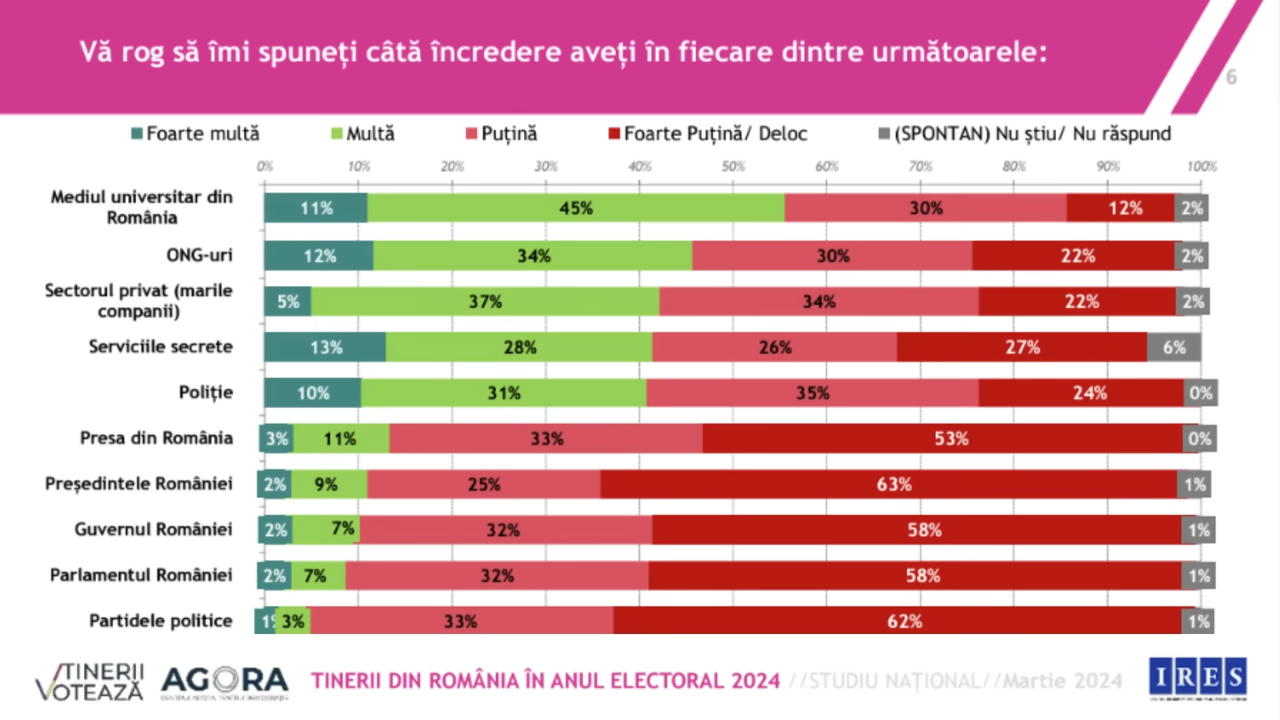 Vă rog să îmi spuneți câtă încredere aveți în fiecare dintre următoarele:
6
Foarte multă Multă Puțină Foarte Puțină/ Deloc (SPONTAN) Nu știu/ Nu răspund
0% 10% 20% 30% 40% 50% 60% 70% 80% 90% 100%
Mediul universitar din
România
11% 45% 30% 12% 2%
ONG-uri
12% 34% 30% 22% 2%
Sectorul privat (marile
companii)
5% 37% 34% 22% 2%
Serviciile secrete
13% 28% 26% 27% 6%
Poliție
10% 31% 35% 24% 0%
Presa din România
3% 11% 33% 53% 0%
Președintele României
2% 9% 25% 63% 1%
Guvernul României
2% 7% 32% 58% 1%
Parlamentul României
2% 7% 32% 58% 1%
Partidele politice
1% 3% 33% 62% 1%
TINERII
VOTEAZĂ
AGORA
TINERII DIN ROMÂNIA ÎN ANUL ELECTORAL 2024 //STUDIU NAȚIONAL//Martie 2024
IRES